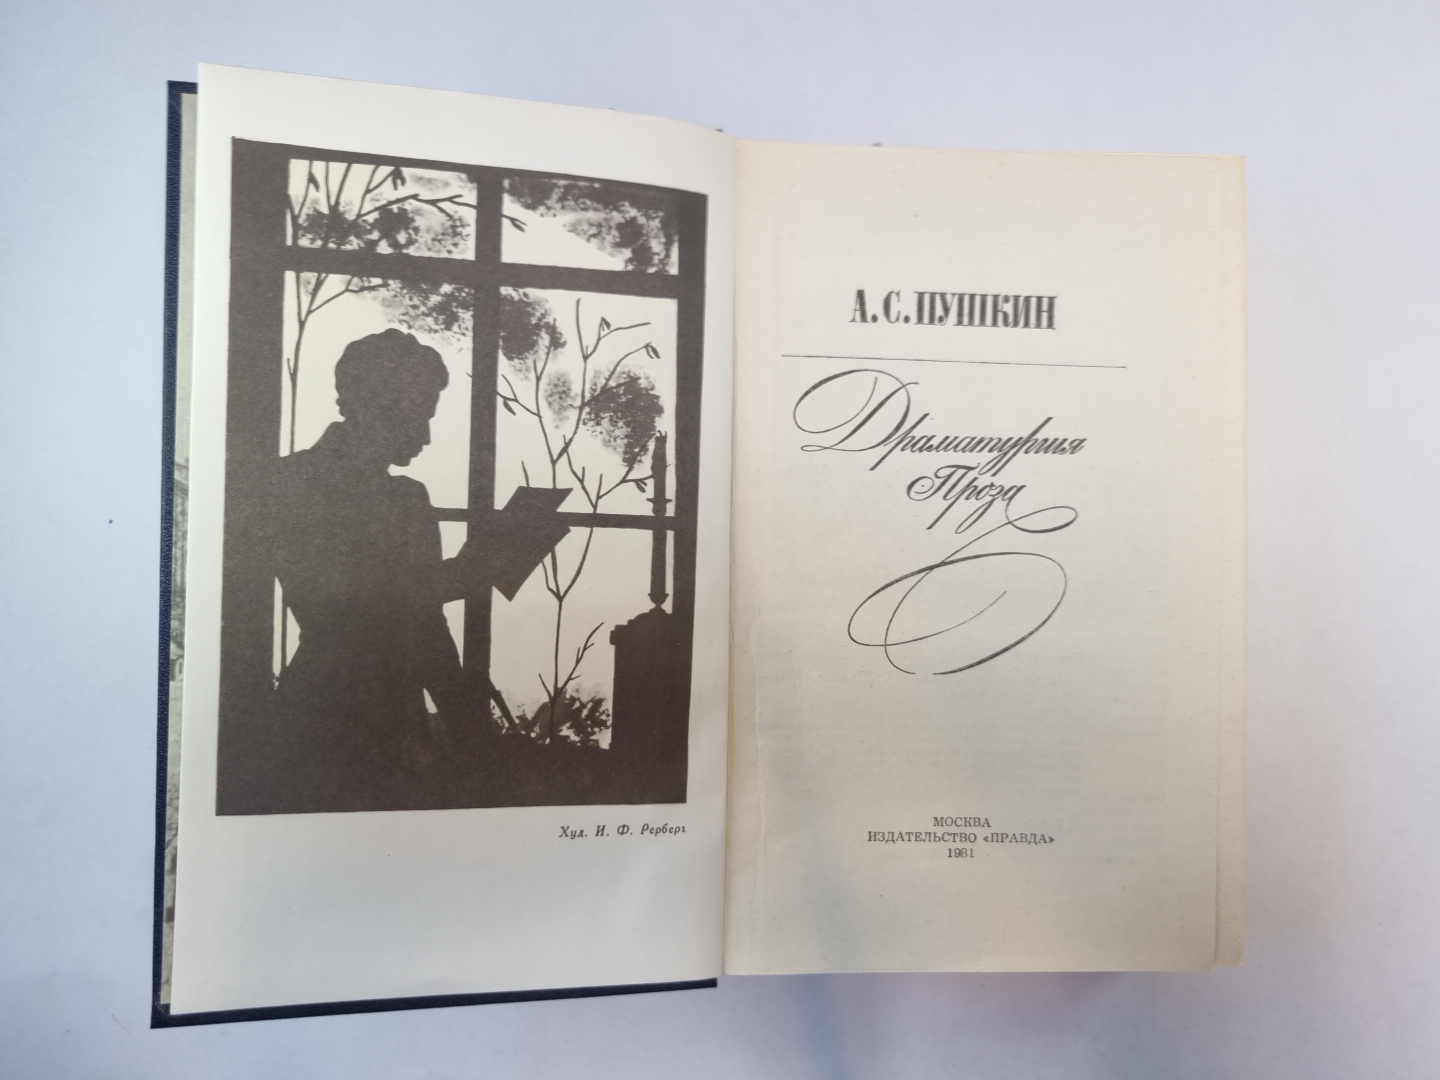 Худ. И. Ф. Рерберг
А. С. ПУШКИН
Драматургия
Проза
МОСКВА
ИЗДАТЕЛЬСТВО «ПРАВДА»
1981